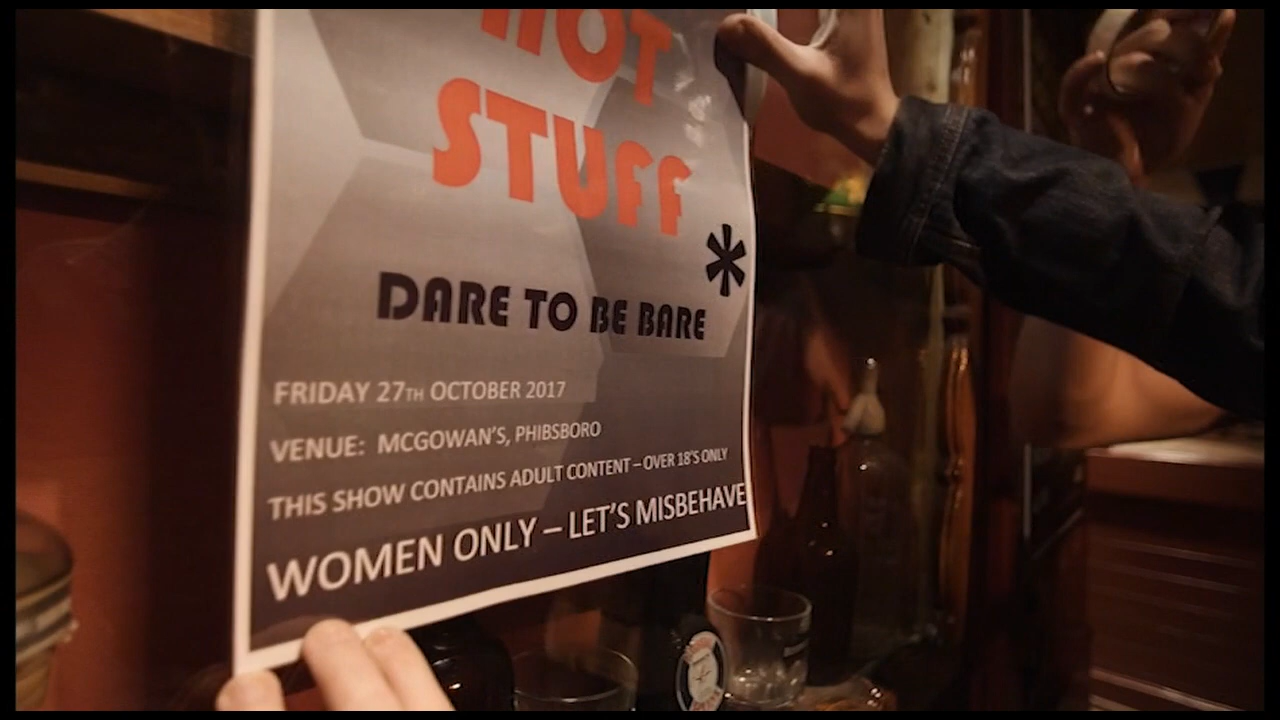 HOT
STUFF
*
DARE TO BE BARE
FRIDAY 27TH OCTOBER 2017
VENUE: MCGOWAN'S, PHIBSBORO
THIS SHOW CONTAINS ADULT CONTENT – OVER 18'S ONLY
WOMEN ONLY – LET'S MISBEHAVE